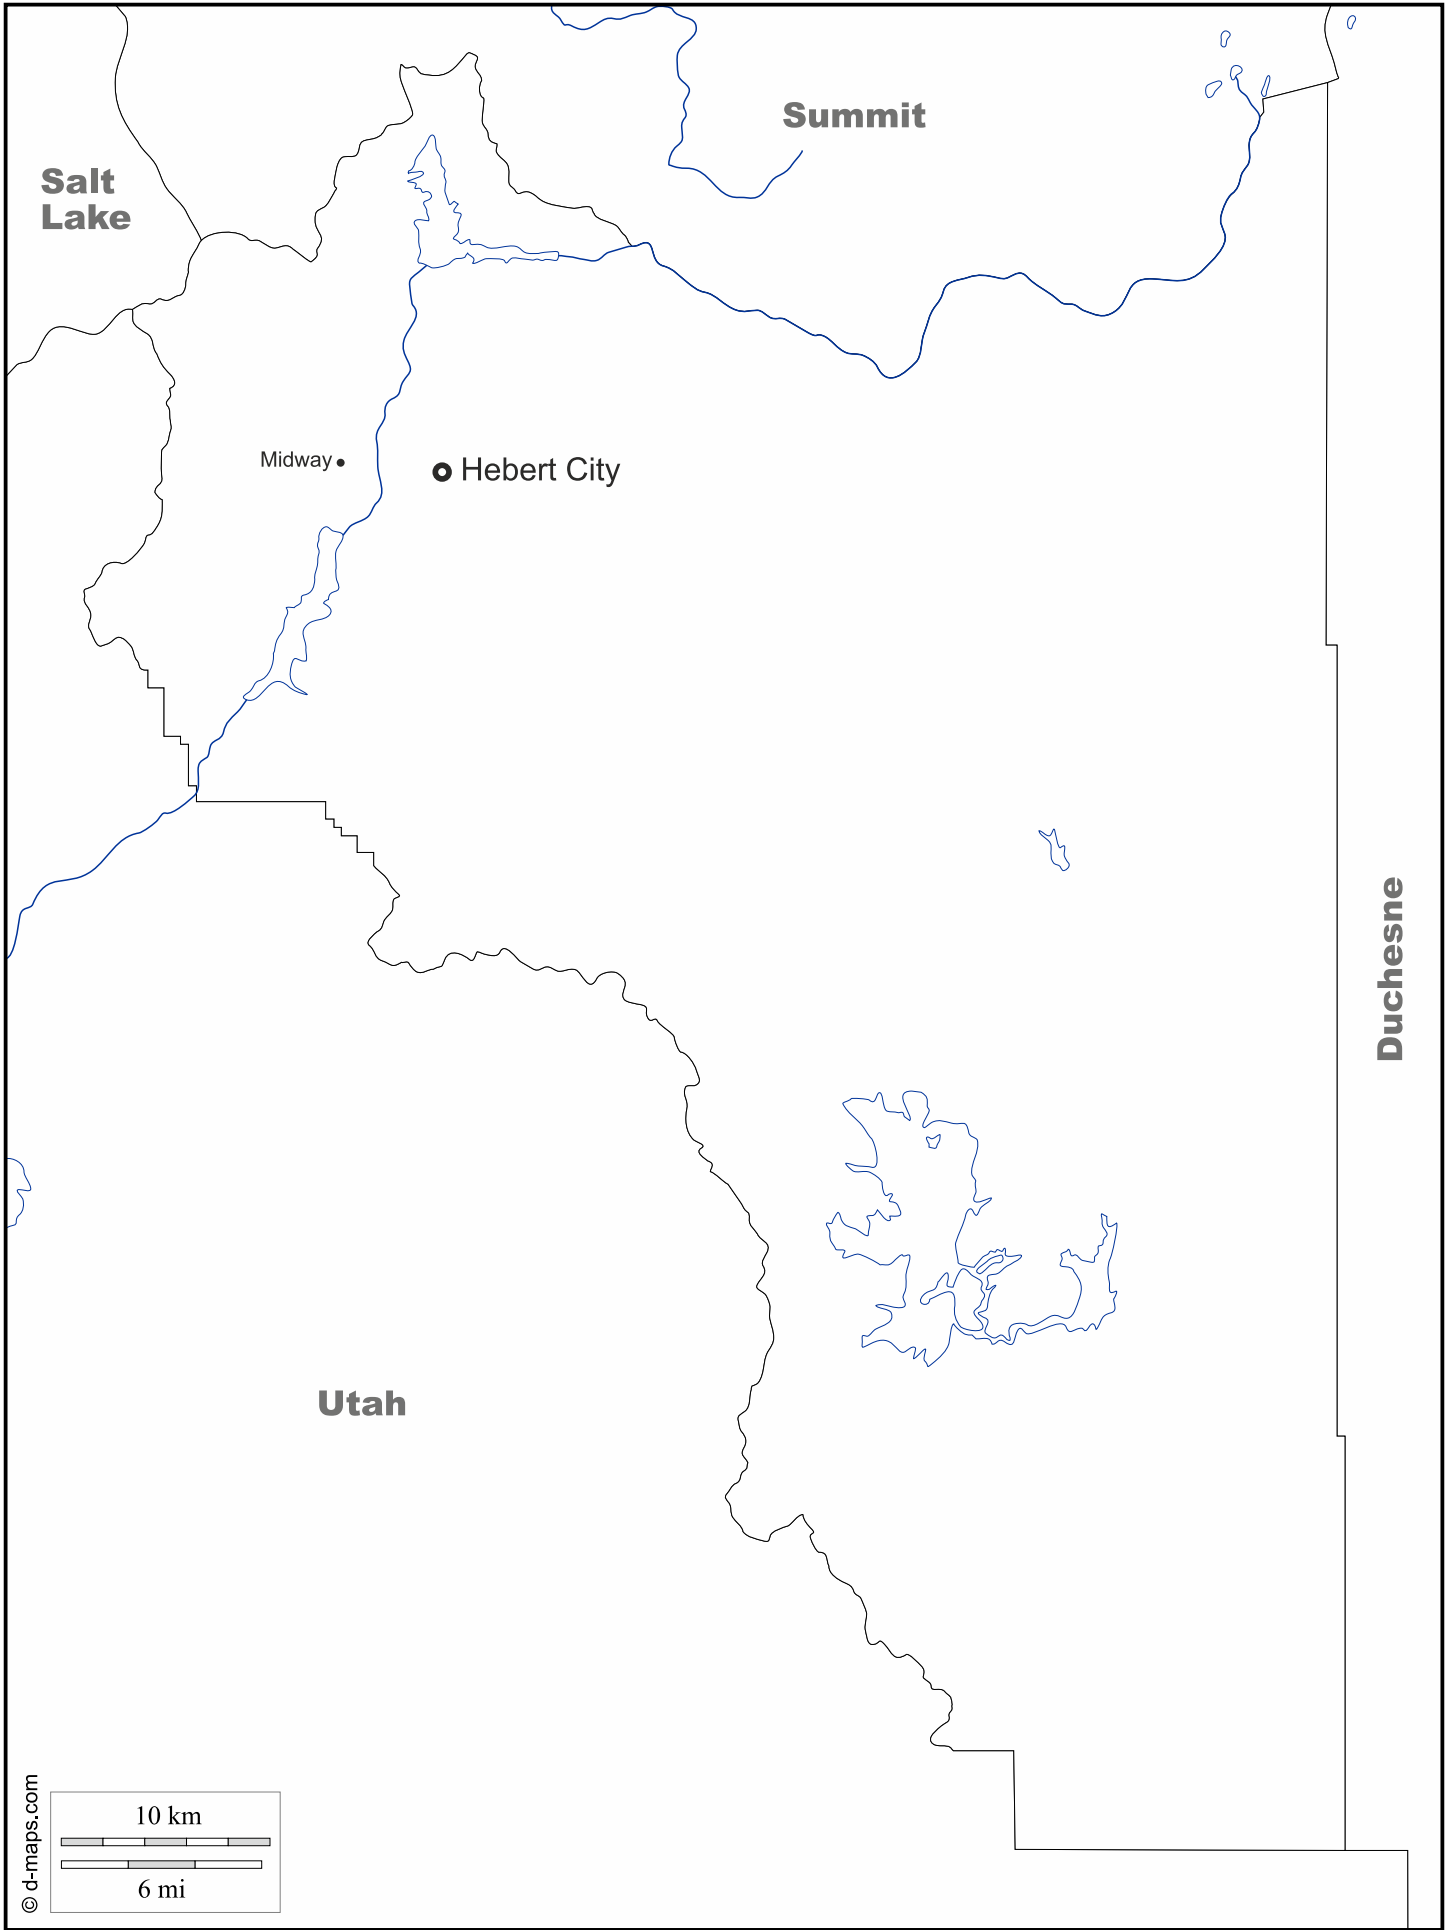 Summit
Salt
Lake
Midway
Hebert City
Duchesne
Utah
10 km
6 mi
© d-maps.com